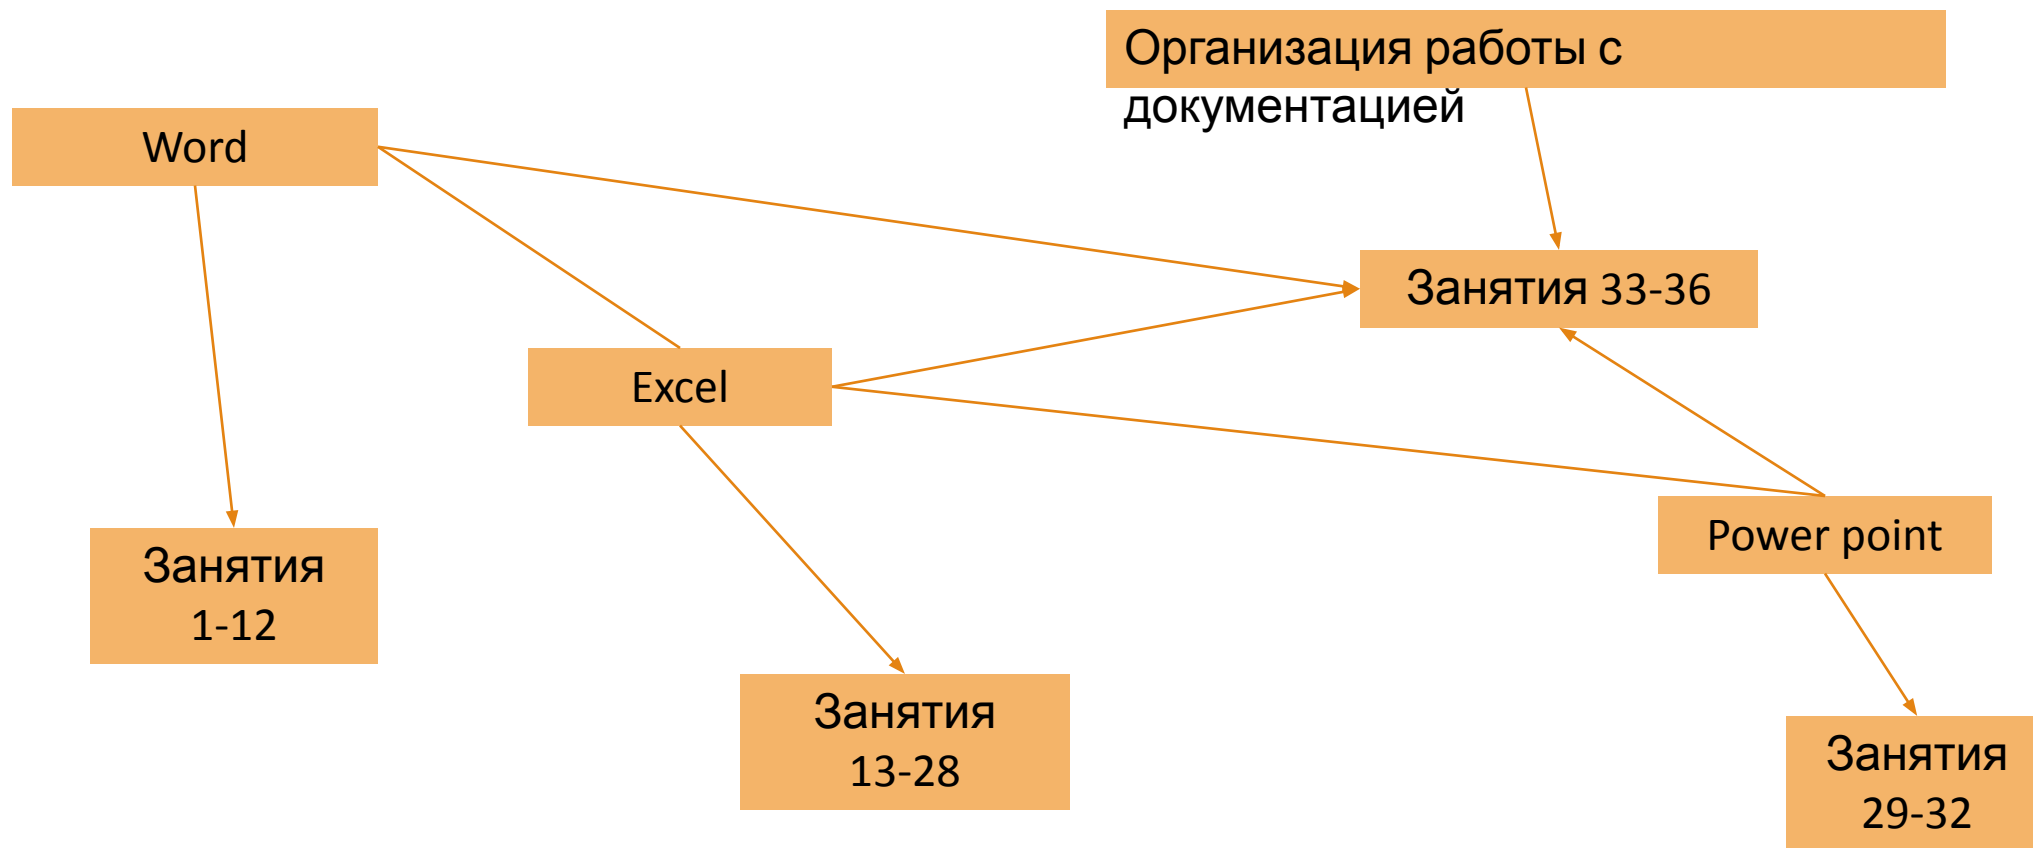 Организация работы с
документацией
Word
Занятия 33-36
Excel
Power point
Занятия
1-12
Занятия
13-28
Занятия
29-32